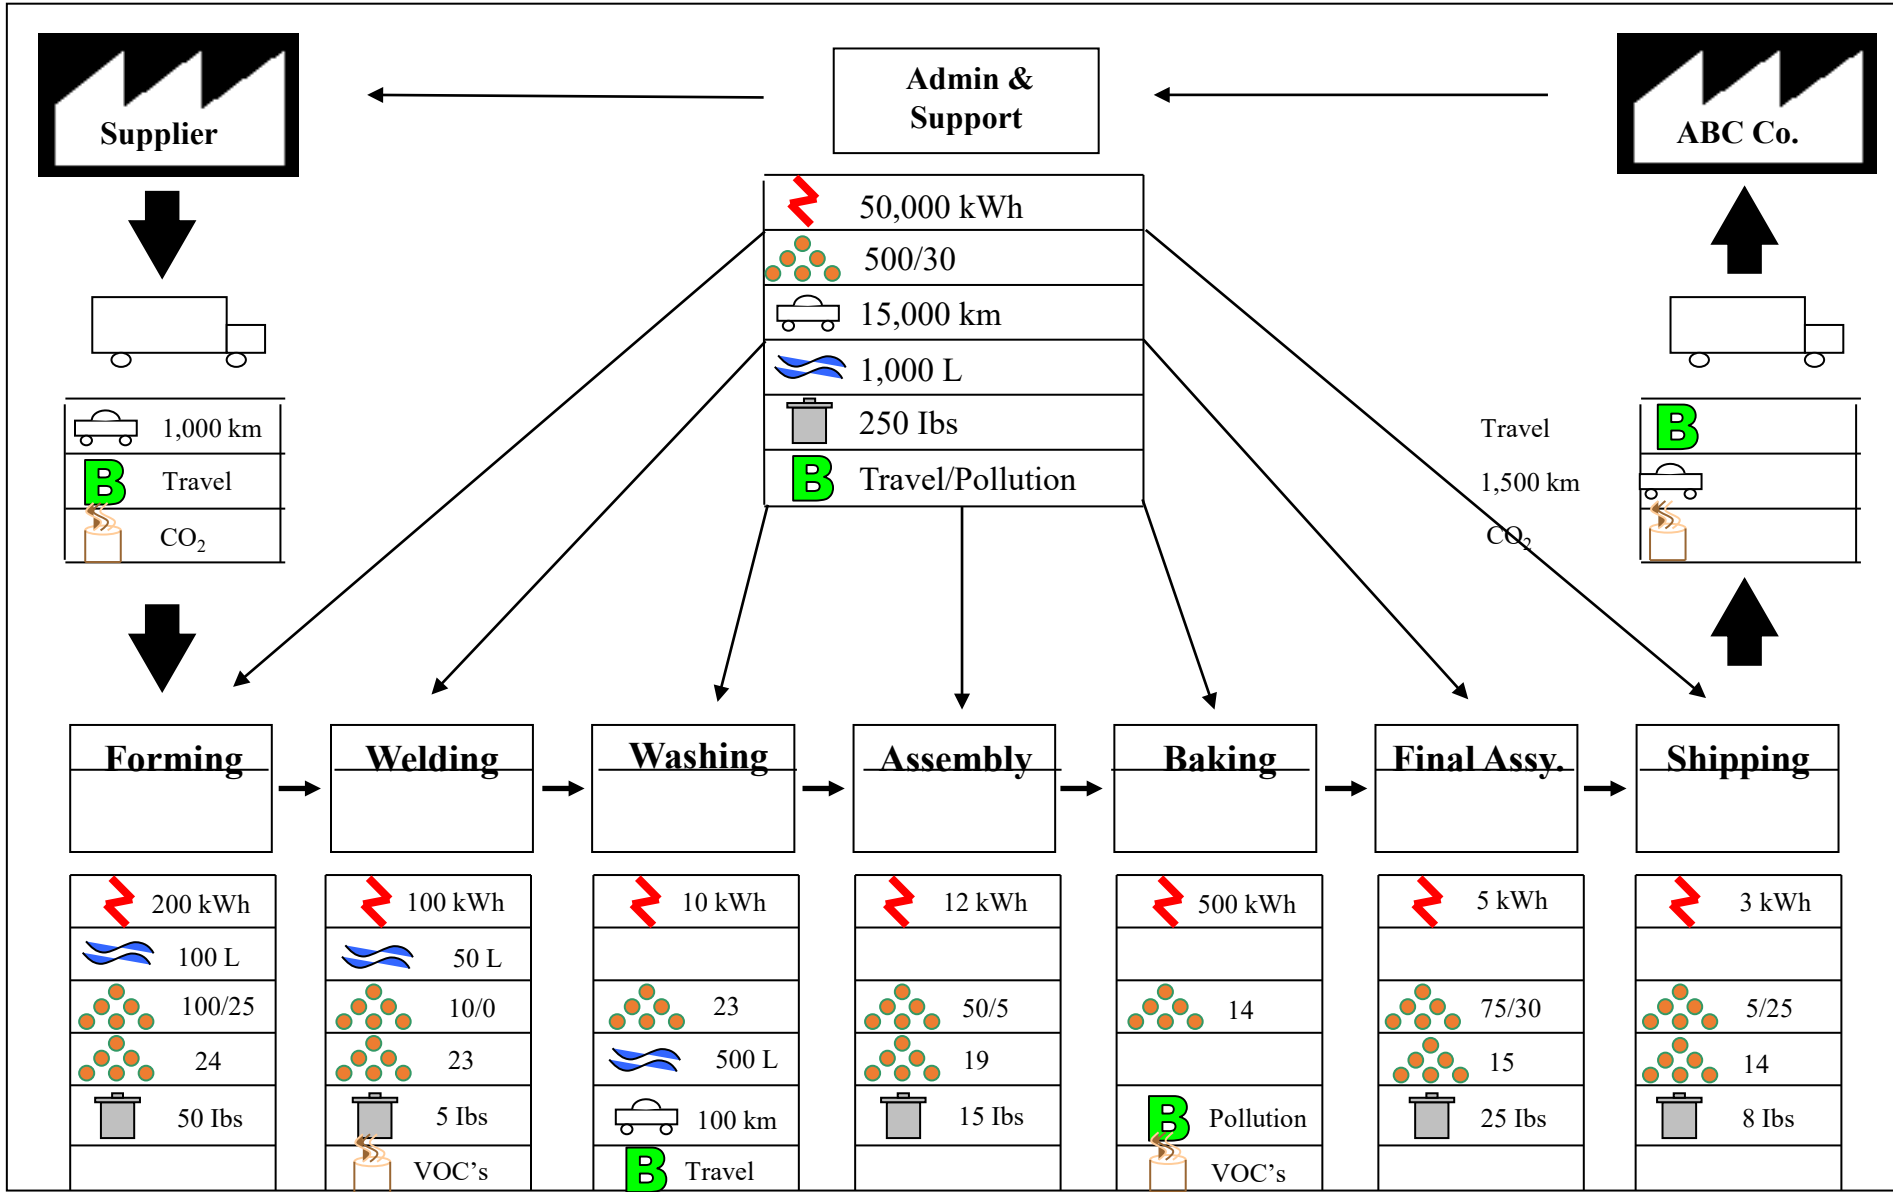 Supplier
Admin &
Support
ABC Co.
50,000 kWh
500/30
15,000 km
1,000 L
250 Ibs
B Travel/Pollution
1,000 km
B Travel
CO₂
Travel B
1,500 km
CO₂
Forming
Welding
Washing
Assembly
Baking
Final Assy.
Shipping
200 kWh
100 L
100/25
24
50 Ibs
100 kWh
50 L
10/0
23
5 Ibs
VOC's
10 kWh
23
500 L
100 km
B Travel
12 kWh
50/5
19
15 Ibs
500 kWh
14
B Pollution
VOC's
5 kWh
75/30
15
25 Ibs
3 kWh
5/25
14
8 Ibs